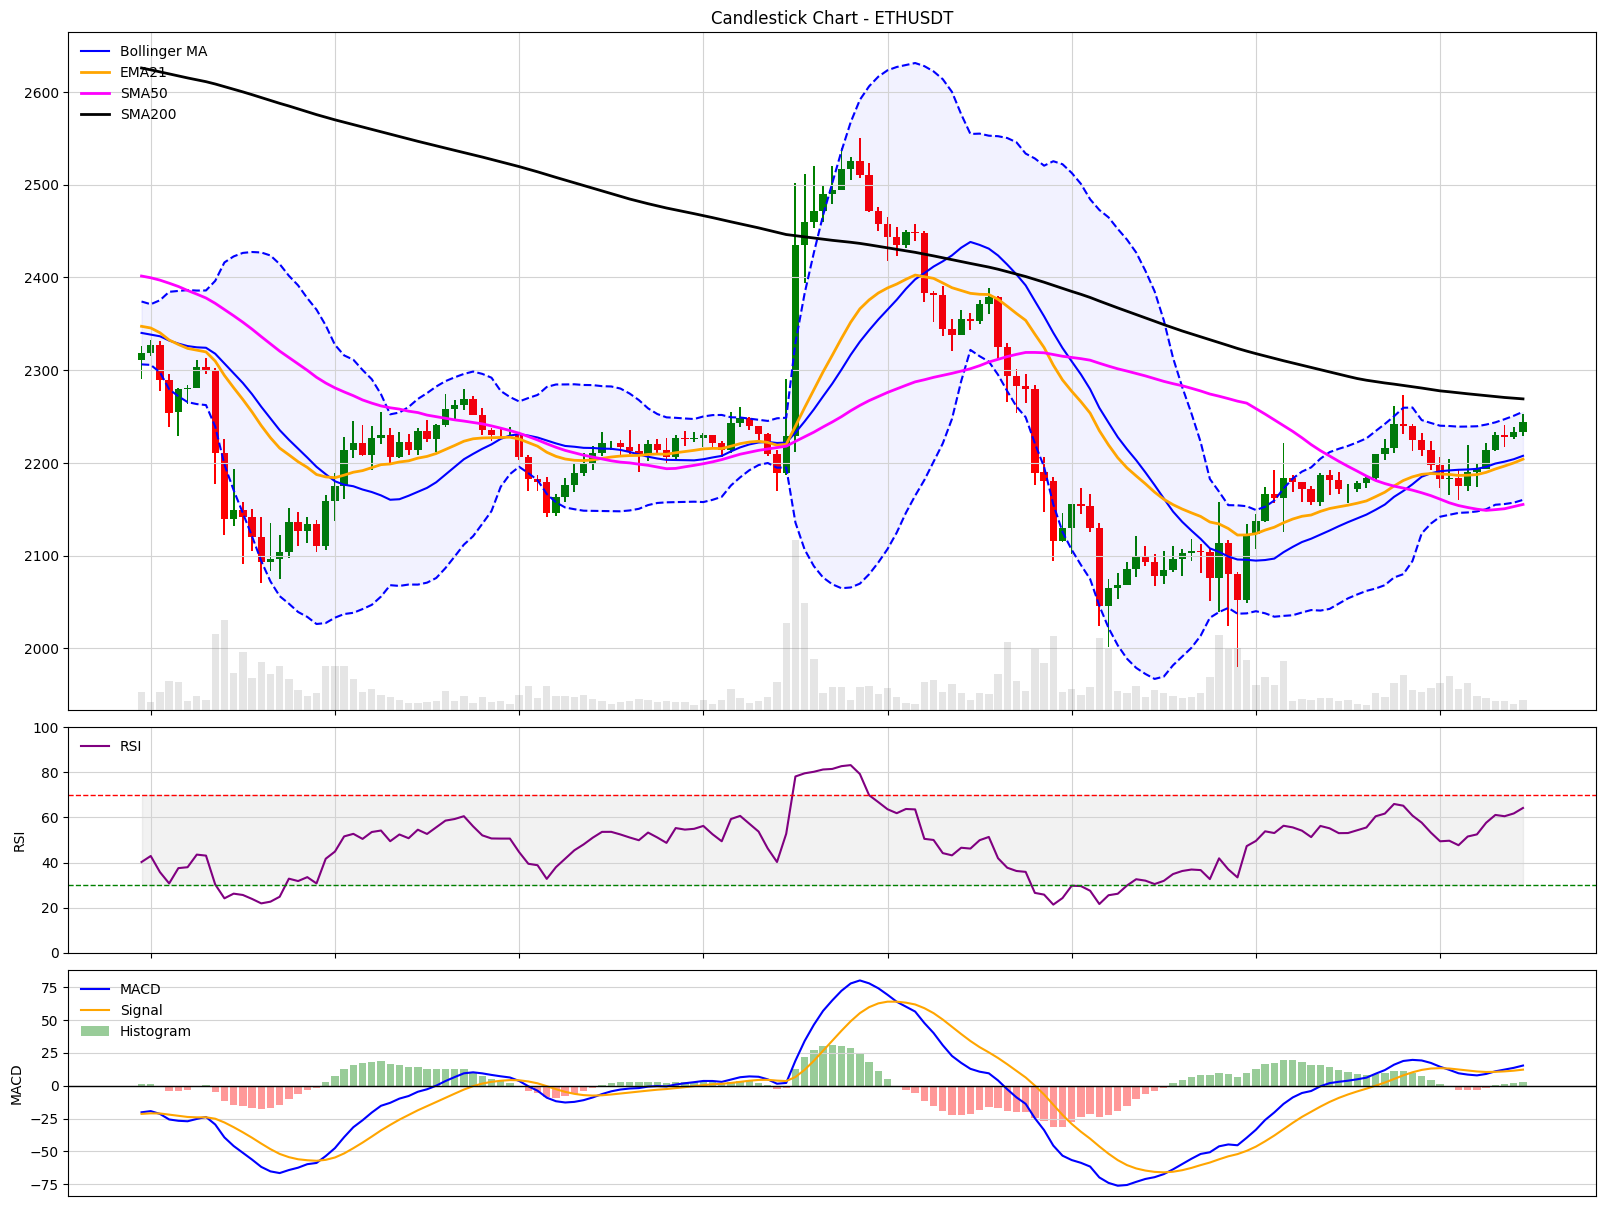 Candlestick Chart - ETHUSDT
Bollinger MA
EMA21
SMA50
SMA200
2600
2500
2400
2300
2200
2100
2000
RSI
100
80
60
40
20
0
RSI
MACD
Signal
Histogram
75
50
25
0
−25
−50
−75
MACD